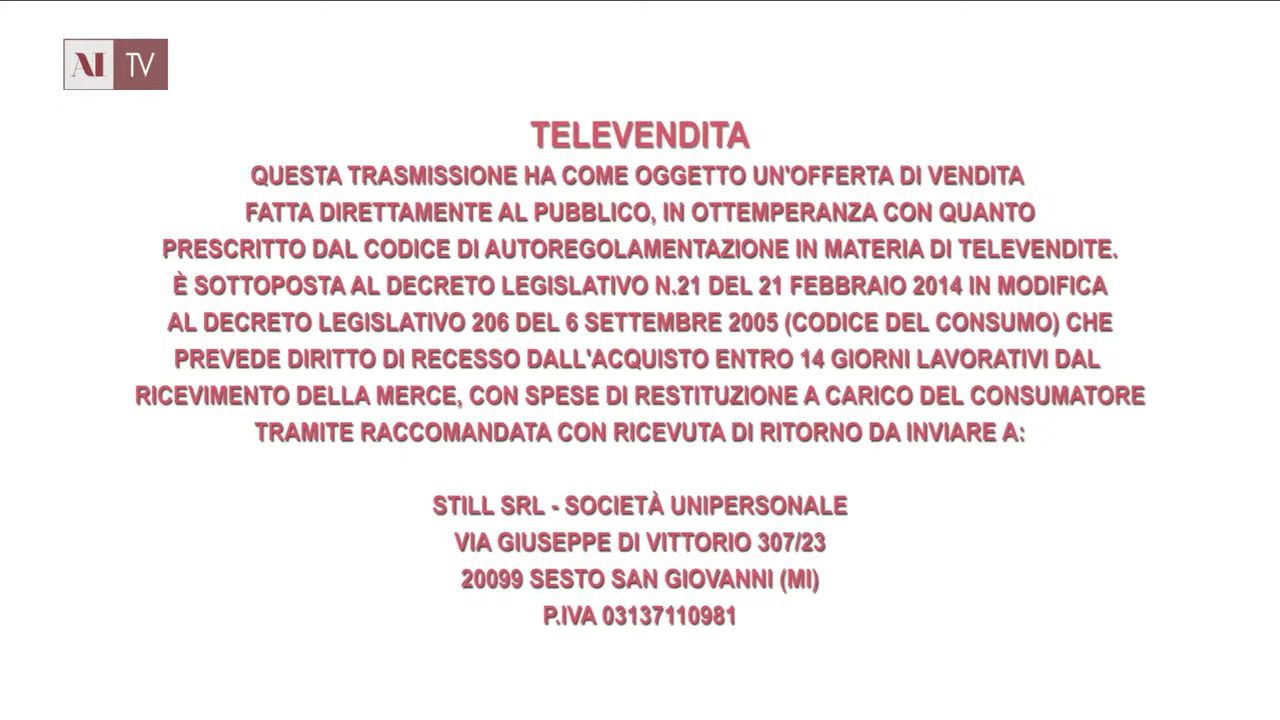 AI TV
TELEVENDITA
QUESTA TRASMISSIONE HA COME OGGETTO UN'OFFERTA DI VENDITA
FATTA DIRETTAMENTE AL PUBBLICO, IN OTTEMPERANZA CON QUANTO
PRESCRITTO DAL CODICE DI AUTOREGOLAMENTAZIONE IN MATERIA DI TELEVENDITE.
È SOTTOPOSTA AL DECRETO LEGISLATIVO N.21 DEL 21 FEBBRAIO 2014 IN MODIFICA
AL DECRETO LEGISLATIVO 206 DEL 6 SETTEMBRE 2005 (CODICE DEL CONSUMO) CHE
PREVEDE DIRITTO DI RECESSO DALL'ACQUISTO ENTRO 14 GIORNI LAVORATIVI DAL
RICEVIMENTO DELLA MERCE, CON SPESE DI RESTITUZIONE A CARICO DEL CONSUMATORE
TRAMITE RACCOMANDATA CON RICEVUTA DI RITORNO DA INVIARE A:
STILL SRL - SOCIETÀ UNIPERSONALE
VIA GIUSEPPE DI VITTORIO 307/23
20099 SESTO SAN GIOVANNI (MI)
P.IVA 03137110981